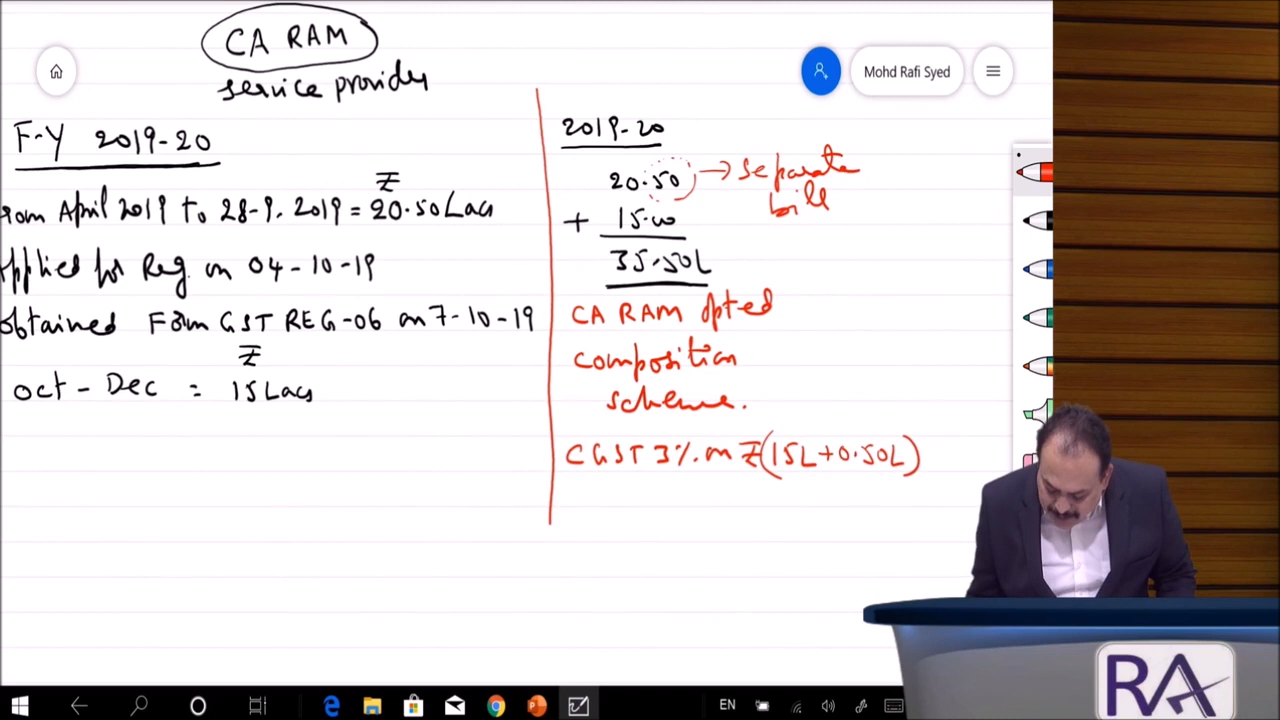 CA RAM
service provider
Mohd Rafi Syed
F-Y 2019-20
₹
rom April 2019 to 28-9.2019 = 20.50 Lacs
Applied for Reg on 04-10-19
obtained Form GST REG-06 on 7-10-19
₹
Oct - Dec = 15 Lacs
2019-20
20.50 → separate bill
+ 15.00
35.50L
CA RAM opted
composition
scheme.
CGST 3% on ₹(15L+0.50L)
RA
EN